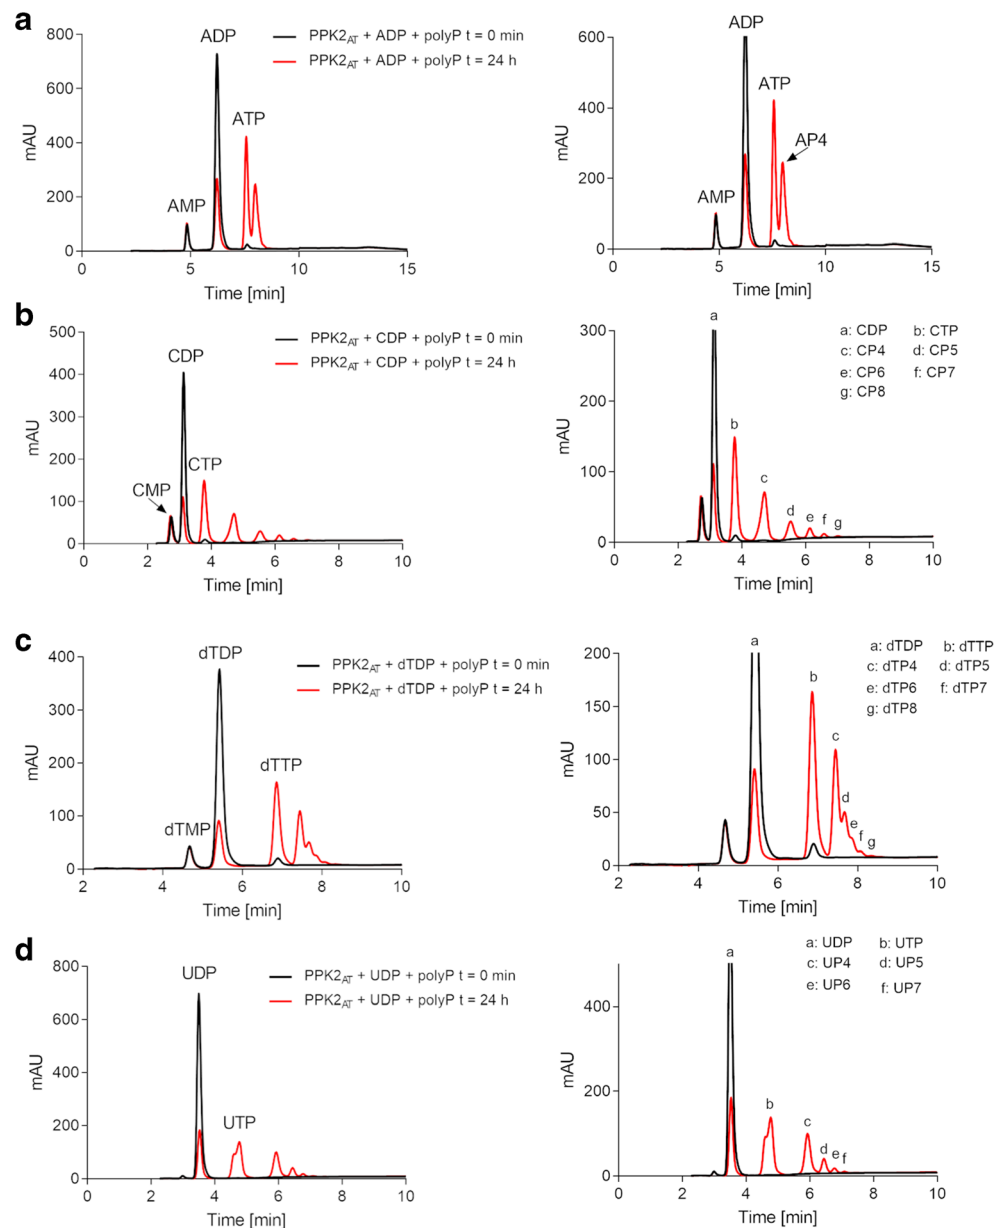 a
800
600
400
200
0
mAU
0
5
10
15
Time [min]
AMP
ADP
ATP
PPK2AT + ADP + polyP t = 0 min
PPK2AT + ADP + polyP t = 24 h
600
400
200
0
mAU
0
5
10
15
Time [min]
AMP
ADP
ATP
AP4
b
500
400
300
200
100
0
mAU
0
2
4
6
8
10
Time [min]
CMP
CDP
CTP
PPK2AT + CDP + polyP t = 0 min
PPK2AT + CDP + polyP t = 24 h
300
200
100
0
mAU
0
2
4
6
8
10
Time [min]
a
b
c
d
e
f
g
a: CDP b: CTP
c: CP4 d: CP5
e: CP6 f: CP7
g: CP8
c
400
300
200
100
0
mAU
2
4
6
8
10
Time [min]
dTMP
dTDP
dTTP
PPK2AT + dTDP + polyP t = 0 min
PPK2AT + dTDP + polyP t = 24 h
200
150
100
50
0
mAU
2
4
6
8
10
Time [min]
a
b
c
d
e
f
g
a: dTDP b: dTTP
c: dTP4 d: dTP5
e: dTP6 f: dTP7
g: dTP8
d
800
600
400
200
0
mAU
0
2
4
6
8
10
Time [min]
UDP
UTP
PPK2AT + UDP + polyP t = 0 min
PPK2AT + UDP + polyP t = 24 h
400
200
0
mAU
0
2
4
6
8
10
Time [min]
a
b
c
d
e
f
a: UDP b: UTP
c: UP4 d: UP5
e: UP6 f: UP7